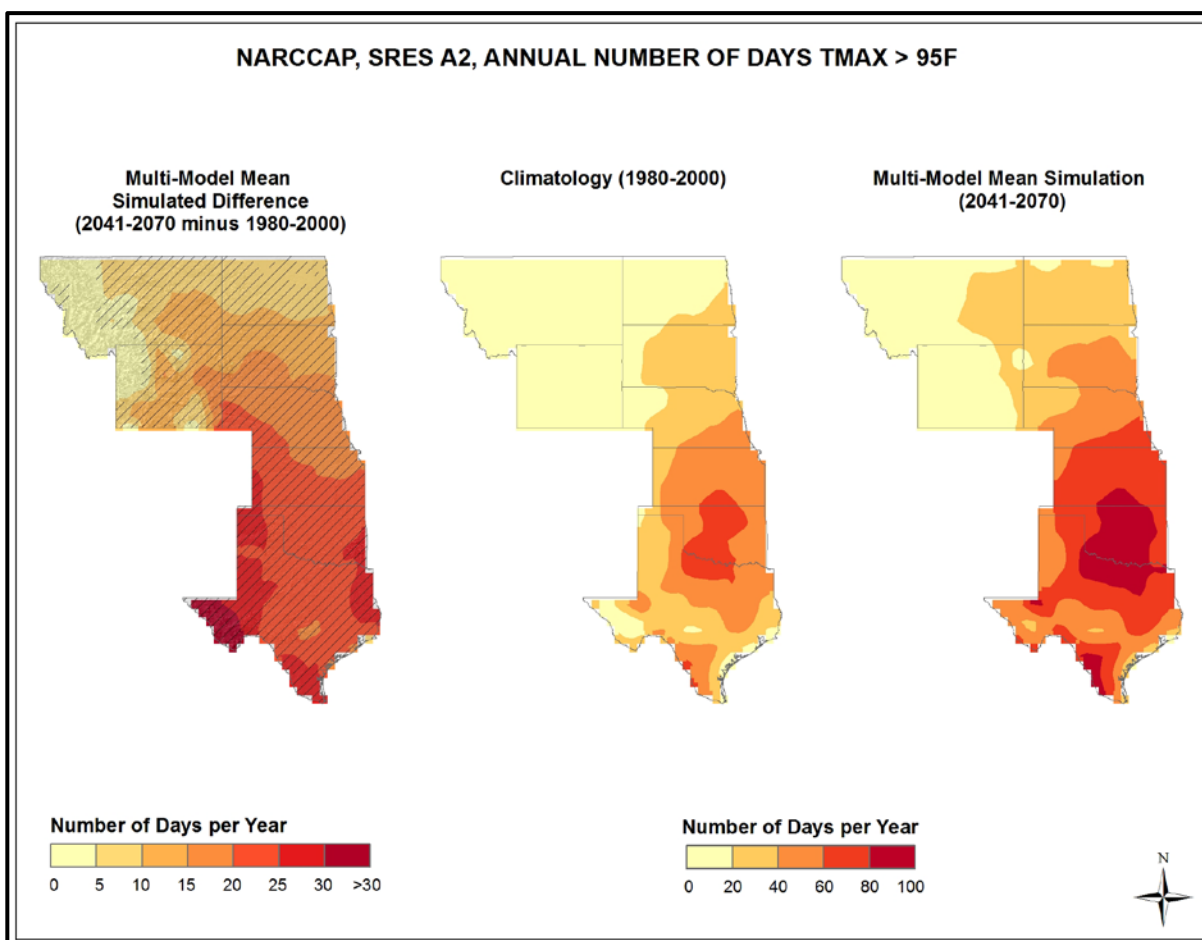 NARCCAP, SRES A2, ANNUAL NUMBER OF DAYS TMAX > 95F
Multi-Model Mean
Simulated Difference
(2041-2070 minus 1980-2000)
Climatology (1980-2000)
Multi-Model Mean Simulation
(2041-2070)
Number of Days per Year
0 5 10 15 20 25 30 >30
Number of Days per Year
0 20 40 60 80 100
N